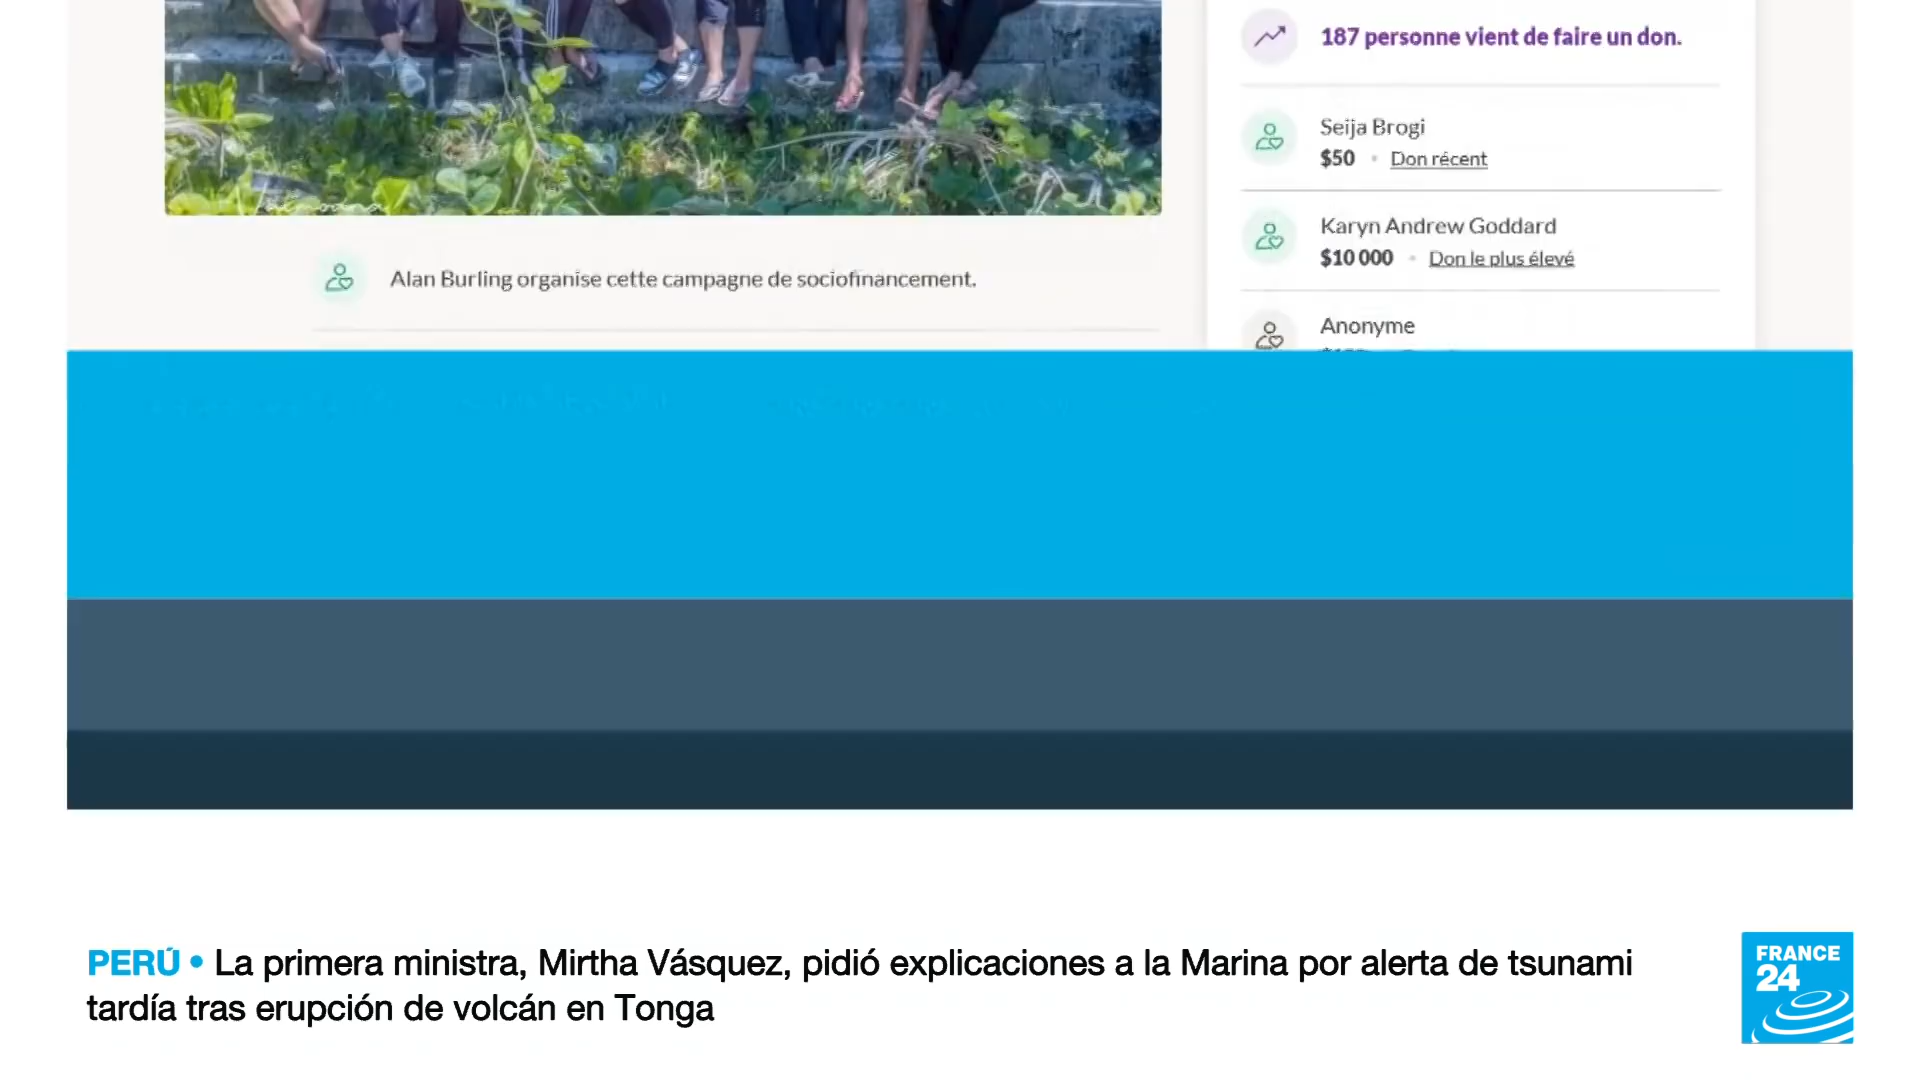 187 personne vient de faire un don.
Seija Brogi
$50 • Don récent
Karyn Andrew Goddard
$10 000 • Don le plus élevé
Anonyme
Alan Burling organise cette campagne de sociofinancement.
PERÚ • La primera ministra, Mirtha Vásquez, pidió explicaciones a la Marina por alerta de tsunami
tardía tras erupción de volcán en Tonga
FRANCE
24